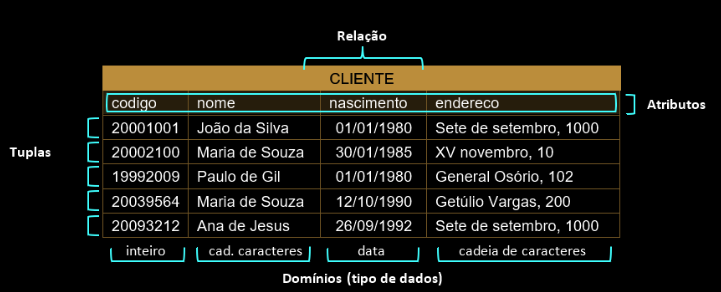 Relação
CLIENTE
codigo nome nascimento endereco
Atributos
20001001 João da Silva 01/01/1980 Sete de setembro, 1000
20002100 Maria de Souza 30/01/1985 XV novembro, 10
Tuplas
19992009 Paulo de Gil 01/01/1980 General Osório, 102
20039564 Maria de Souza 12/10/1990 Getúlio Vargas, 200
20093212 Ana de Jesus 26/09/1992 Sete de setembro, 1000
inteiro cad. caracteres data cadeia de caracteres
Domínios (tipo de dados)